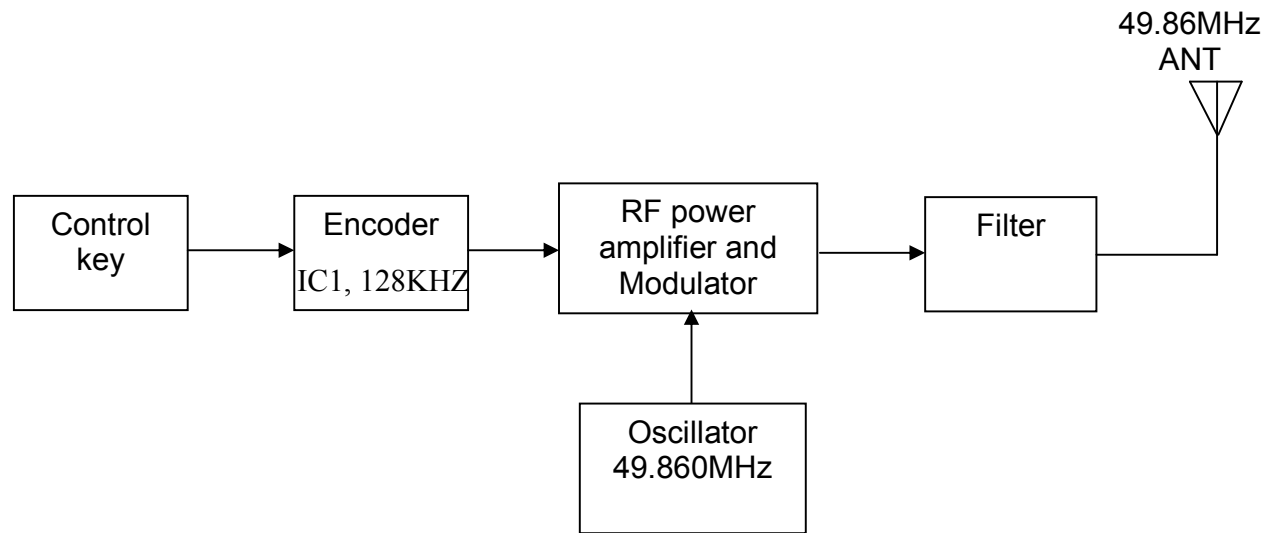 49.86MHz
ANT
Control
key
Encoder
IC1, 128KHZ
RF power
amplifier and
Modulator
Filter
Oscillator
49.860MHz